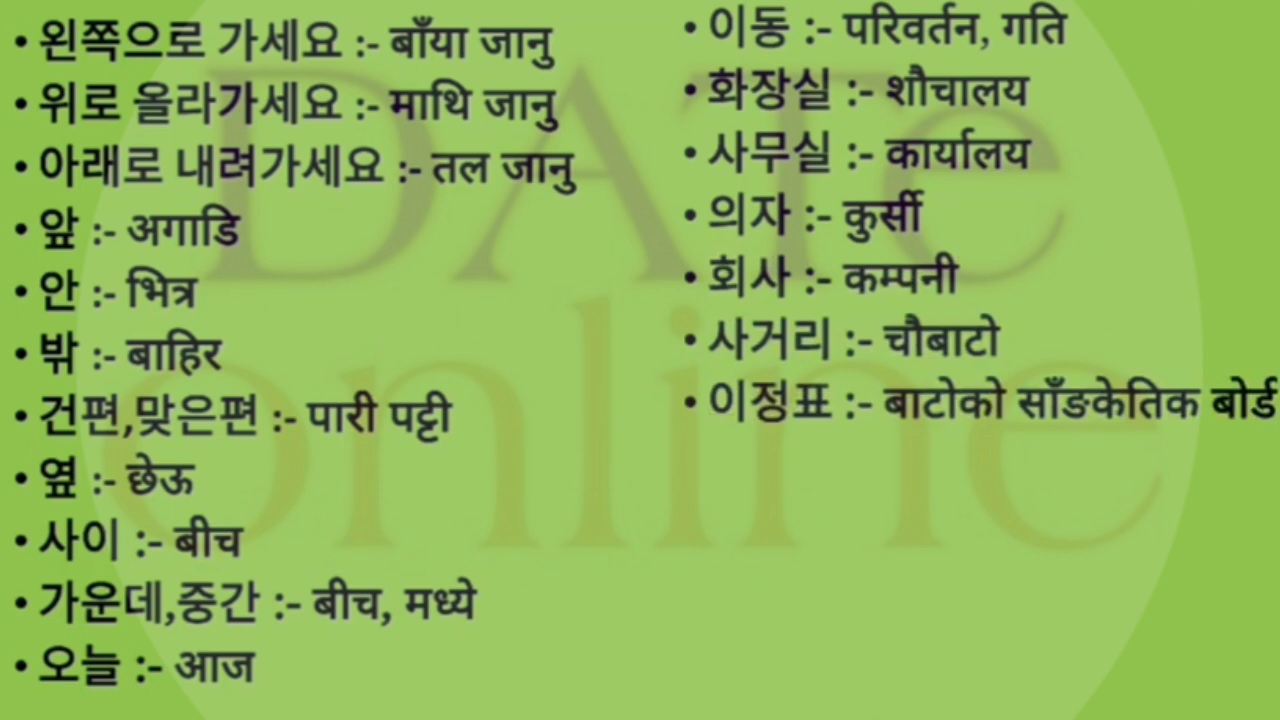 • 왼쪽으로 가세요 :- बाँया जानु
• 위로 올라가세요 :- माथि जानु
• 아래로 내려가세요 :- तल जानु
• 앞 :- अगाडि
• 안 :- भित्र
• 밖 :- बाहिर
• 건편,맞은편 :- पारी पट्टी
• 옆 :- छेऊ
• 사이 :- बीच
• 가운데,중간 :- बीच, मध्ये
• 오늘 :- आज
• 이동 :- परिवर्तन, गति
• 화장실 :- शौचालय
• 사무실 :- कार्यालय
• 의자 :- कुर्सी
• 회사 :- कम्पनी
• 사거리 :- चौबाटो
• 이정표 :- बाटोको साँङकेतिक बोर्ड
DATe
online